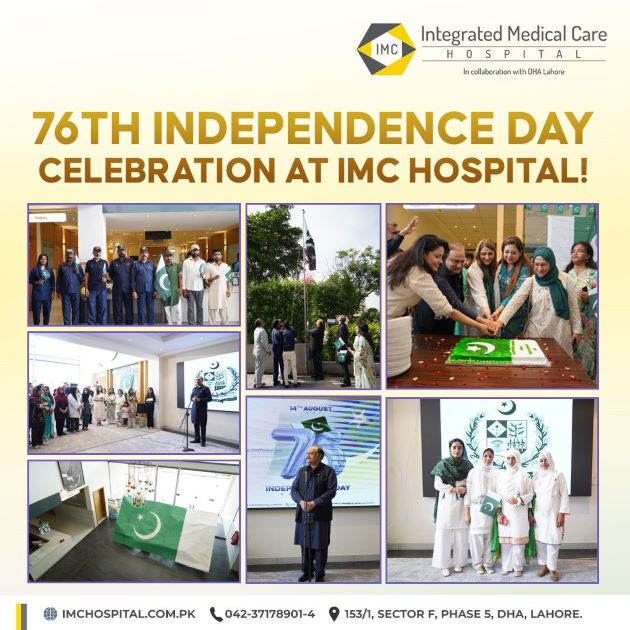 IMC
Integrated Medical Care
HOSPITAL
In collaboration with DHA Lahore
76TH INDEPENDENCE DAY
CELEBRATION AT IMC HOSPITAL!
14TH AUGUST
76
INDEPENDENCE DAY
IMCHOSPITAL.COM.PK
042-37178901-4
153/1, SECTOR F, PHASE 5, DHA, LAHORE.